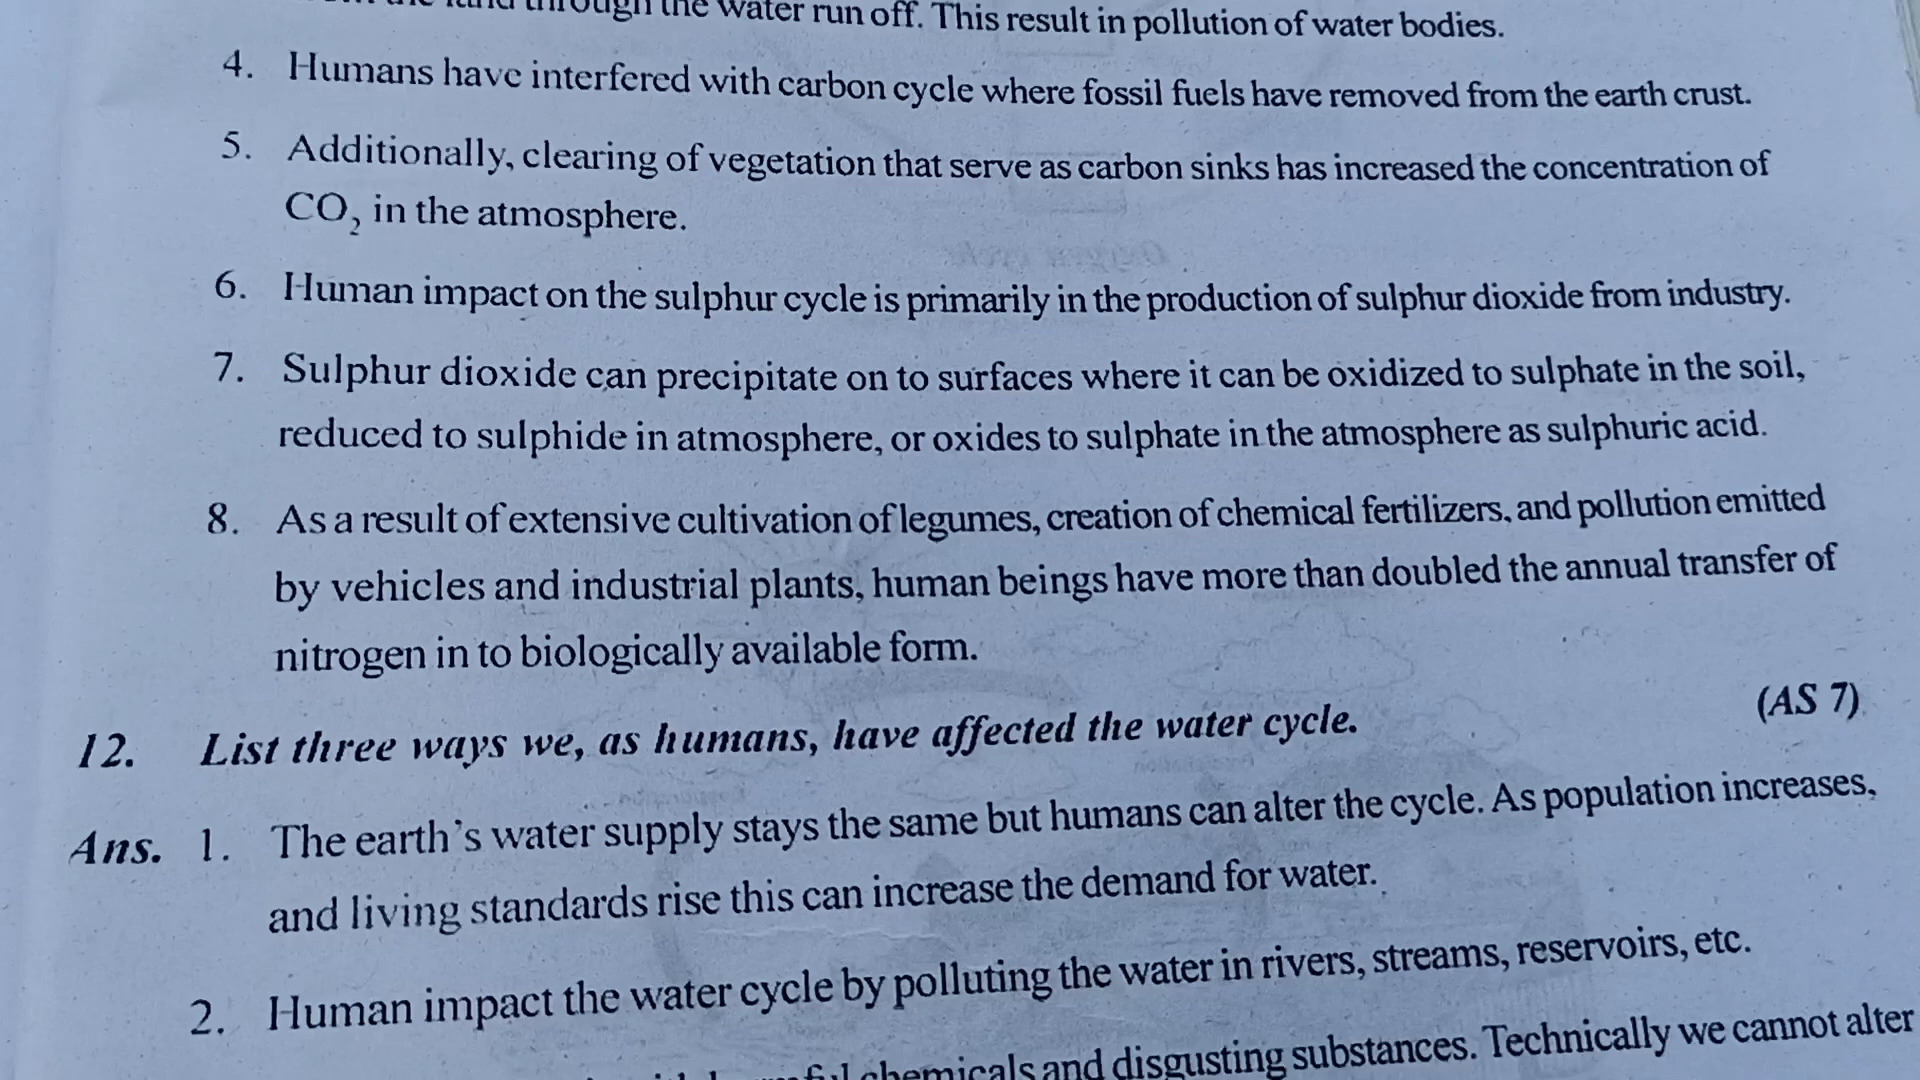 through the water run off. This result in pollution of water bodies.
4. Humans have interfered with carbon cycle where fossil fuels have removed from the earth crust.
5. Additionally, clearing of vegetation that serve as carbon sinks has increased the concentration of
CO₂ in the atmosphere.
6. Human impact on the sulphur cycle is primarily in the production of sulphur dioxide from industry.
7. Sulphur dioxide can precipitate on to surfaces where it can be oxidized to sulphate in the soil,
reduced to sulphide in atmosphere, or oxides to sulphate in the atmosphere as sulphuric acid.
8. As a result of extensive cultivation of legumes, creation of chemical fertilizers, and pollution emitted
by vehicles and industrial plants, human beings have more than doubled the annual transfer of
nitrogen in to biologically available form.
12. List three ways we, as humans, have affected the water cycle. (AS 7)
Ans. 1. The earth's water supply stays the same but humans can alter the cycle. As population increases,
and living standards rise this can increase the demand for water.
2. Human impact the water cycle by polluting the water in rivers, streams, reservoirs, etc.
chemicals and disgusting substances. Technically we cannot alter